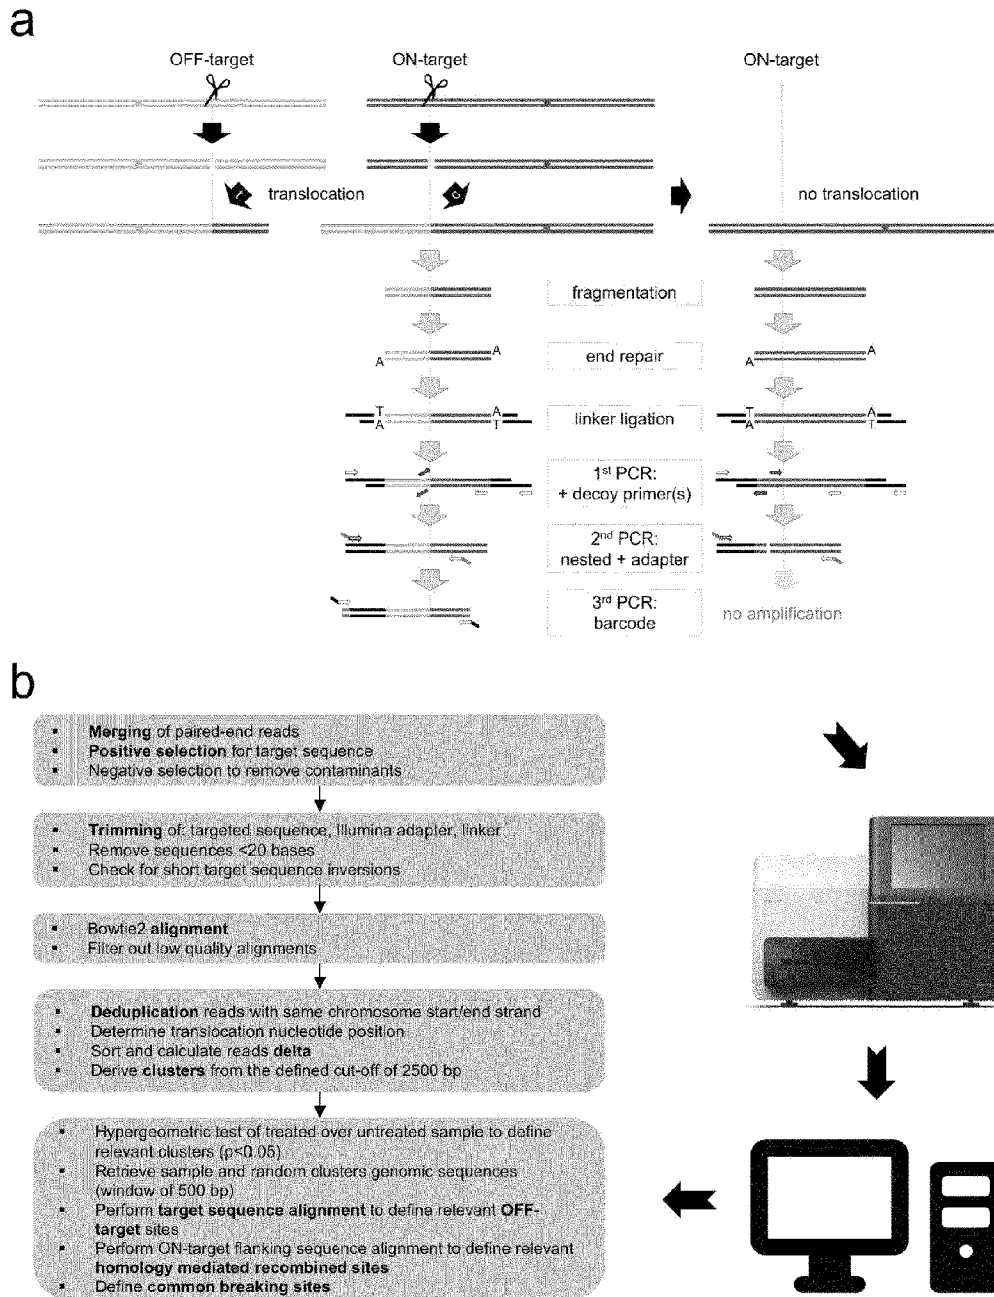 a
OFF-target
ON-target
ON-target
translocation
no translocation
fragmentation
A
A
end repair
A
A
T
A
A
T
linker ligation
T
A
A
T
1st PCR:
+ decoy primer(s)
2nd PCR:
nested + adapter
3rd PCR:
barcode
no amplification
b
▪ Merging of paired-end reads
▪ Positive selection for target sequence
▪ Negative selection to remove contaminants
▪ Trimming of: targeted sequence, Illumina adapter, linker
▪ Remove sequences <20 bases
▪ Check for short target sequence inversions
▪ Bowtie2 alignment
▪ Filter out low quality alignments
▪ Deduplication reads with same chromosome start/end strand
▪ Determine translocation nucleotide position
▪ Sort and calculate reads delta
▪ Derive clusters from the defined cut-off of 2500 bp
▪ Hypergeometric test of treated over untreated sample to define
relevant clusters (p<0.05)
▪ Retrieve sample and random clusters genomic sequences
(window of 500 bp)
▪ Perform target sequence alignment to define relevant OFF-
target sites
▪ Perform ON-target flanking sequence alignment to define relevant
homology mediated recombined sites
▪ Define common breaking sites